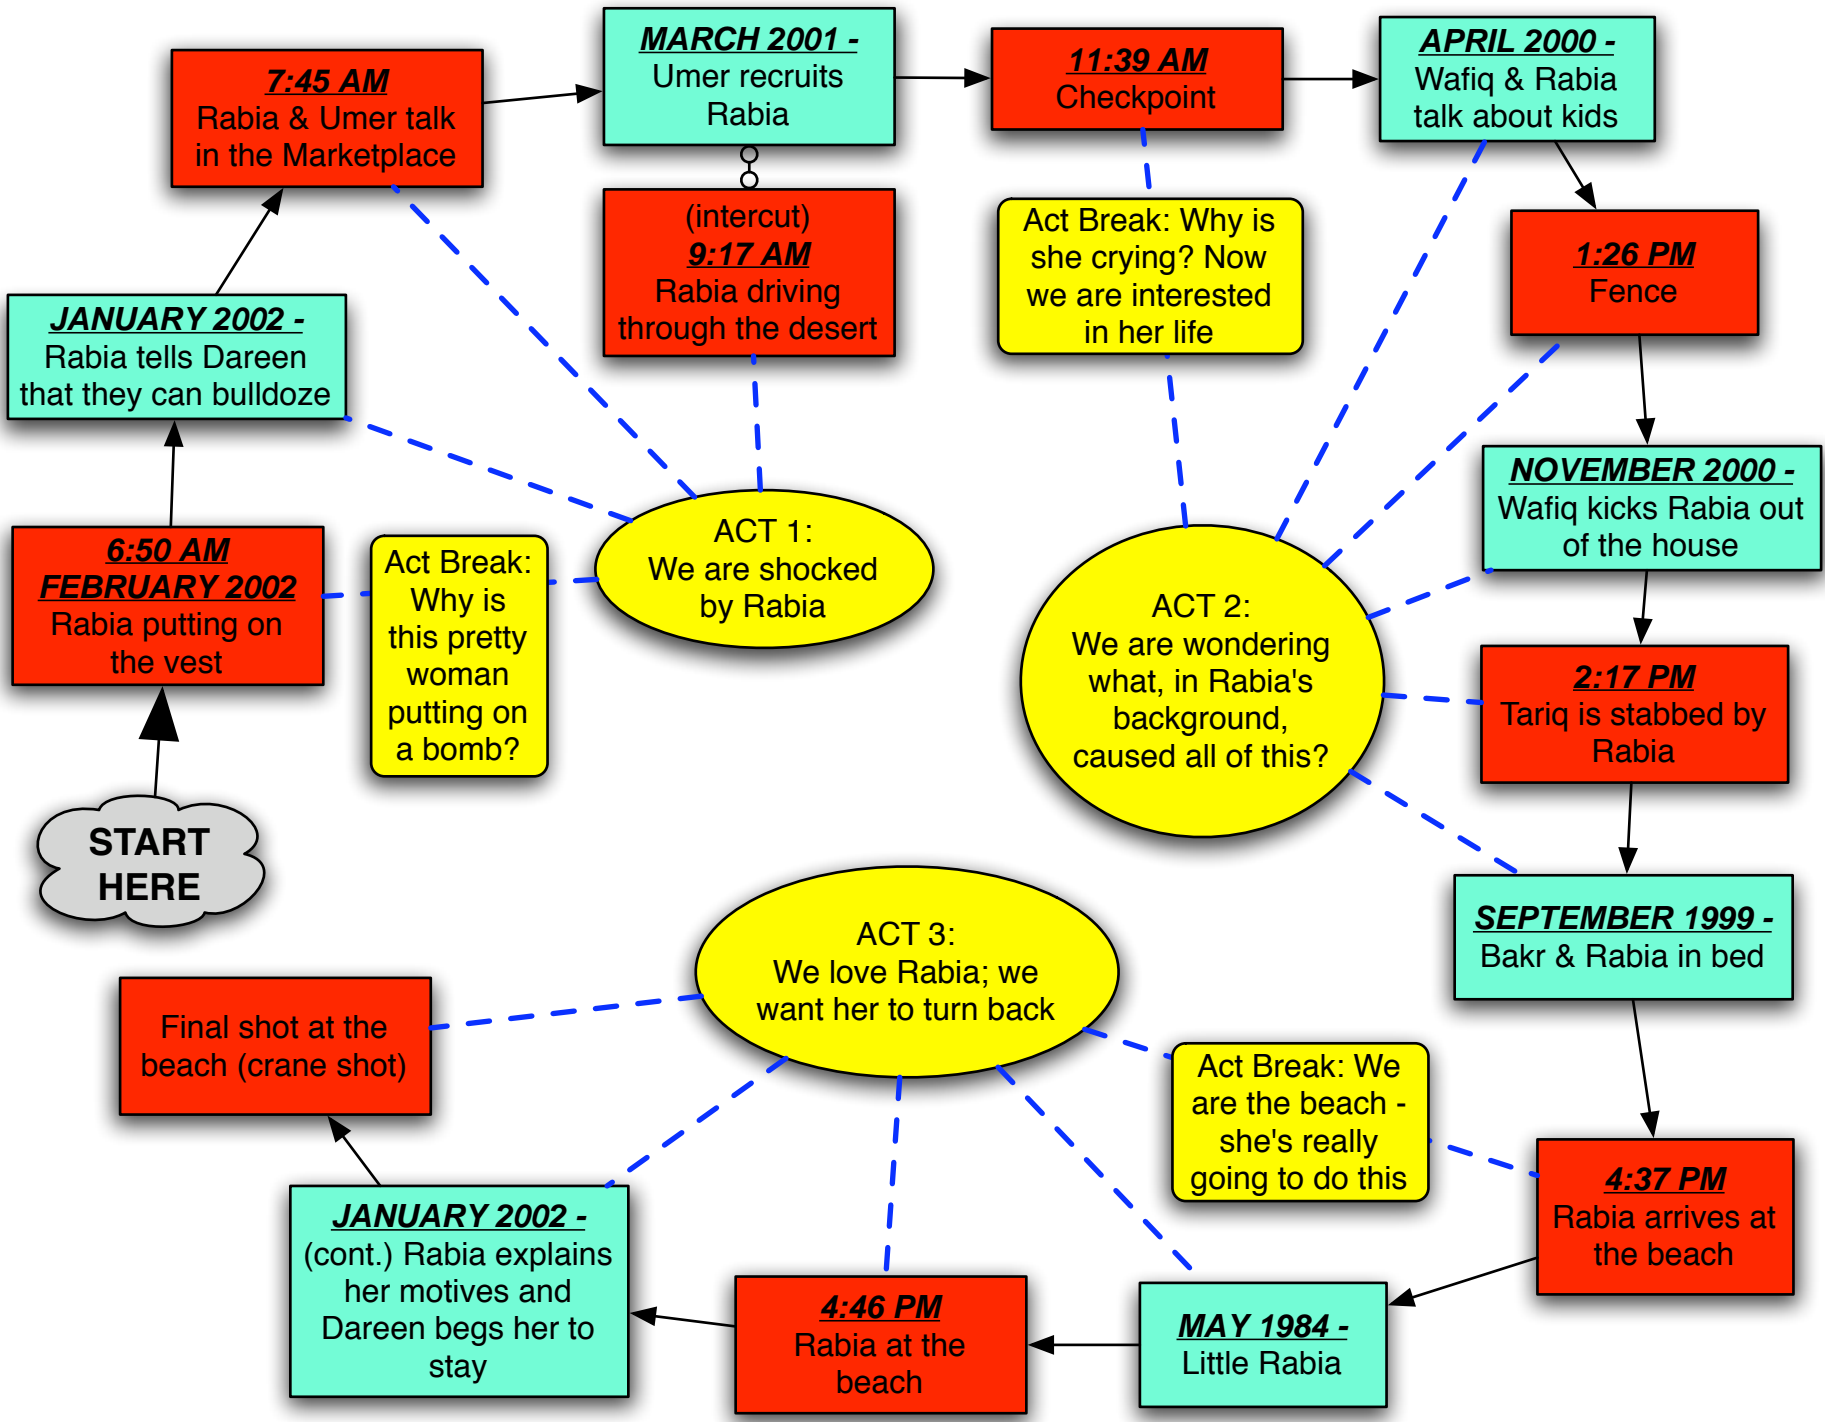 START
HERE
6:50 AM
FEBRUARY 2002
Rabia putting on
the vest
JANUARY 2002 -
Rabia tells Dareen
that they can bulldoze
7:45 AM
Rabia & Umer talk
in the Marketplace
MARCH 2001 -
Umer recruits
Rabia
(intercut)
9:17 AM
Rabia driving
through the desert
Act Break:
Why is
this pretty
woman
putting on
a bomb?
ACT 1:
We are shocked
by Rabia
11:39 AM
Checkpoint
Act Break: Why is
she crying? Now
we are interested
in her life
APRIL 2000 -
Wafiq & Rabia
talk about kids
1:26 PM
Fence
NOVEMBER 2000 -
Wafiq kicks Rabia out
of the house
ACT 2:
We are wondering
what, in Rabia's
background,
caused all of this?
2:17 PM
Tariq is stabbed by
Rabia
SEPTEMBER 1999 -
Bakr & Rabia in bed
4:37 PM
Rabia arrives at
the beach
Act Break: We
are the beach -
she's really
going to do this
ACT 3:
We love Rabia; we
want her to turn back
MAY 1984 -
Little Rabia
4:46 PM
Rabia at the
beach
JANUARY 2002 -
(cont.) Rabia explains
her motives and
Dareen begs her to
stay
Final shot at the
beach (crane shot)